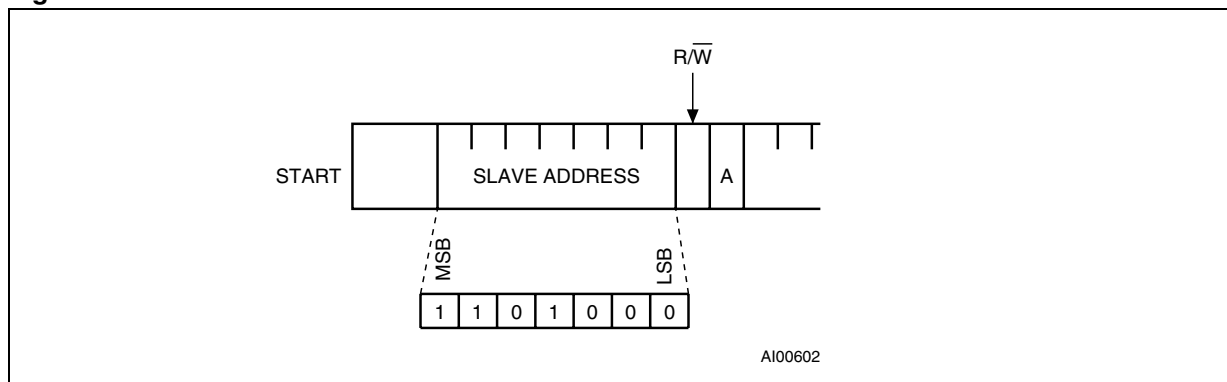 R/W̅
START
SLAVE ADDRESS
A
MSB
LSB
1 1 0 1 0 0 0
AI00602